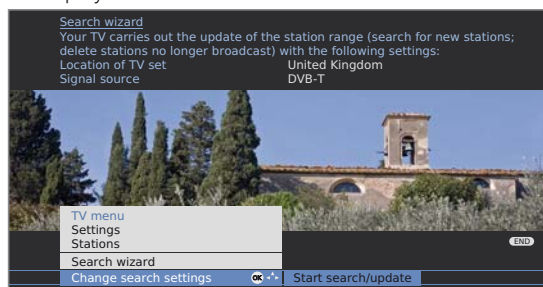 Search wizard
Your TV carries out the update of the station range (search for new stations;
delete stations no longer broadcast) with the following settings:
Location of TV set United Kingdom
Signal source DVB-T
TV menu
Settings
Stations
END
Search wizard
Change search settings OK Start search/update